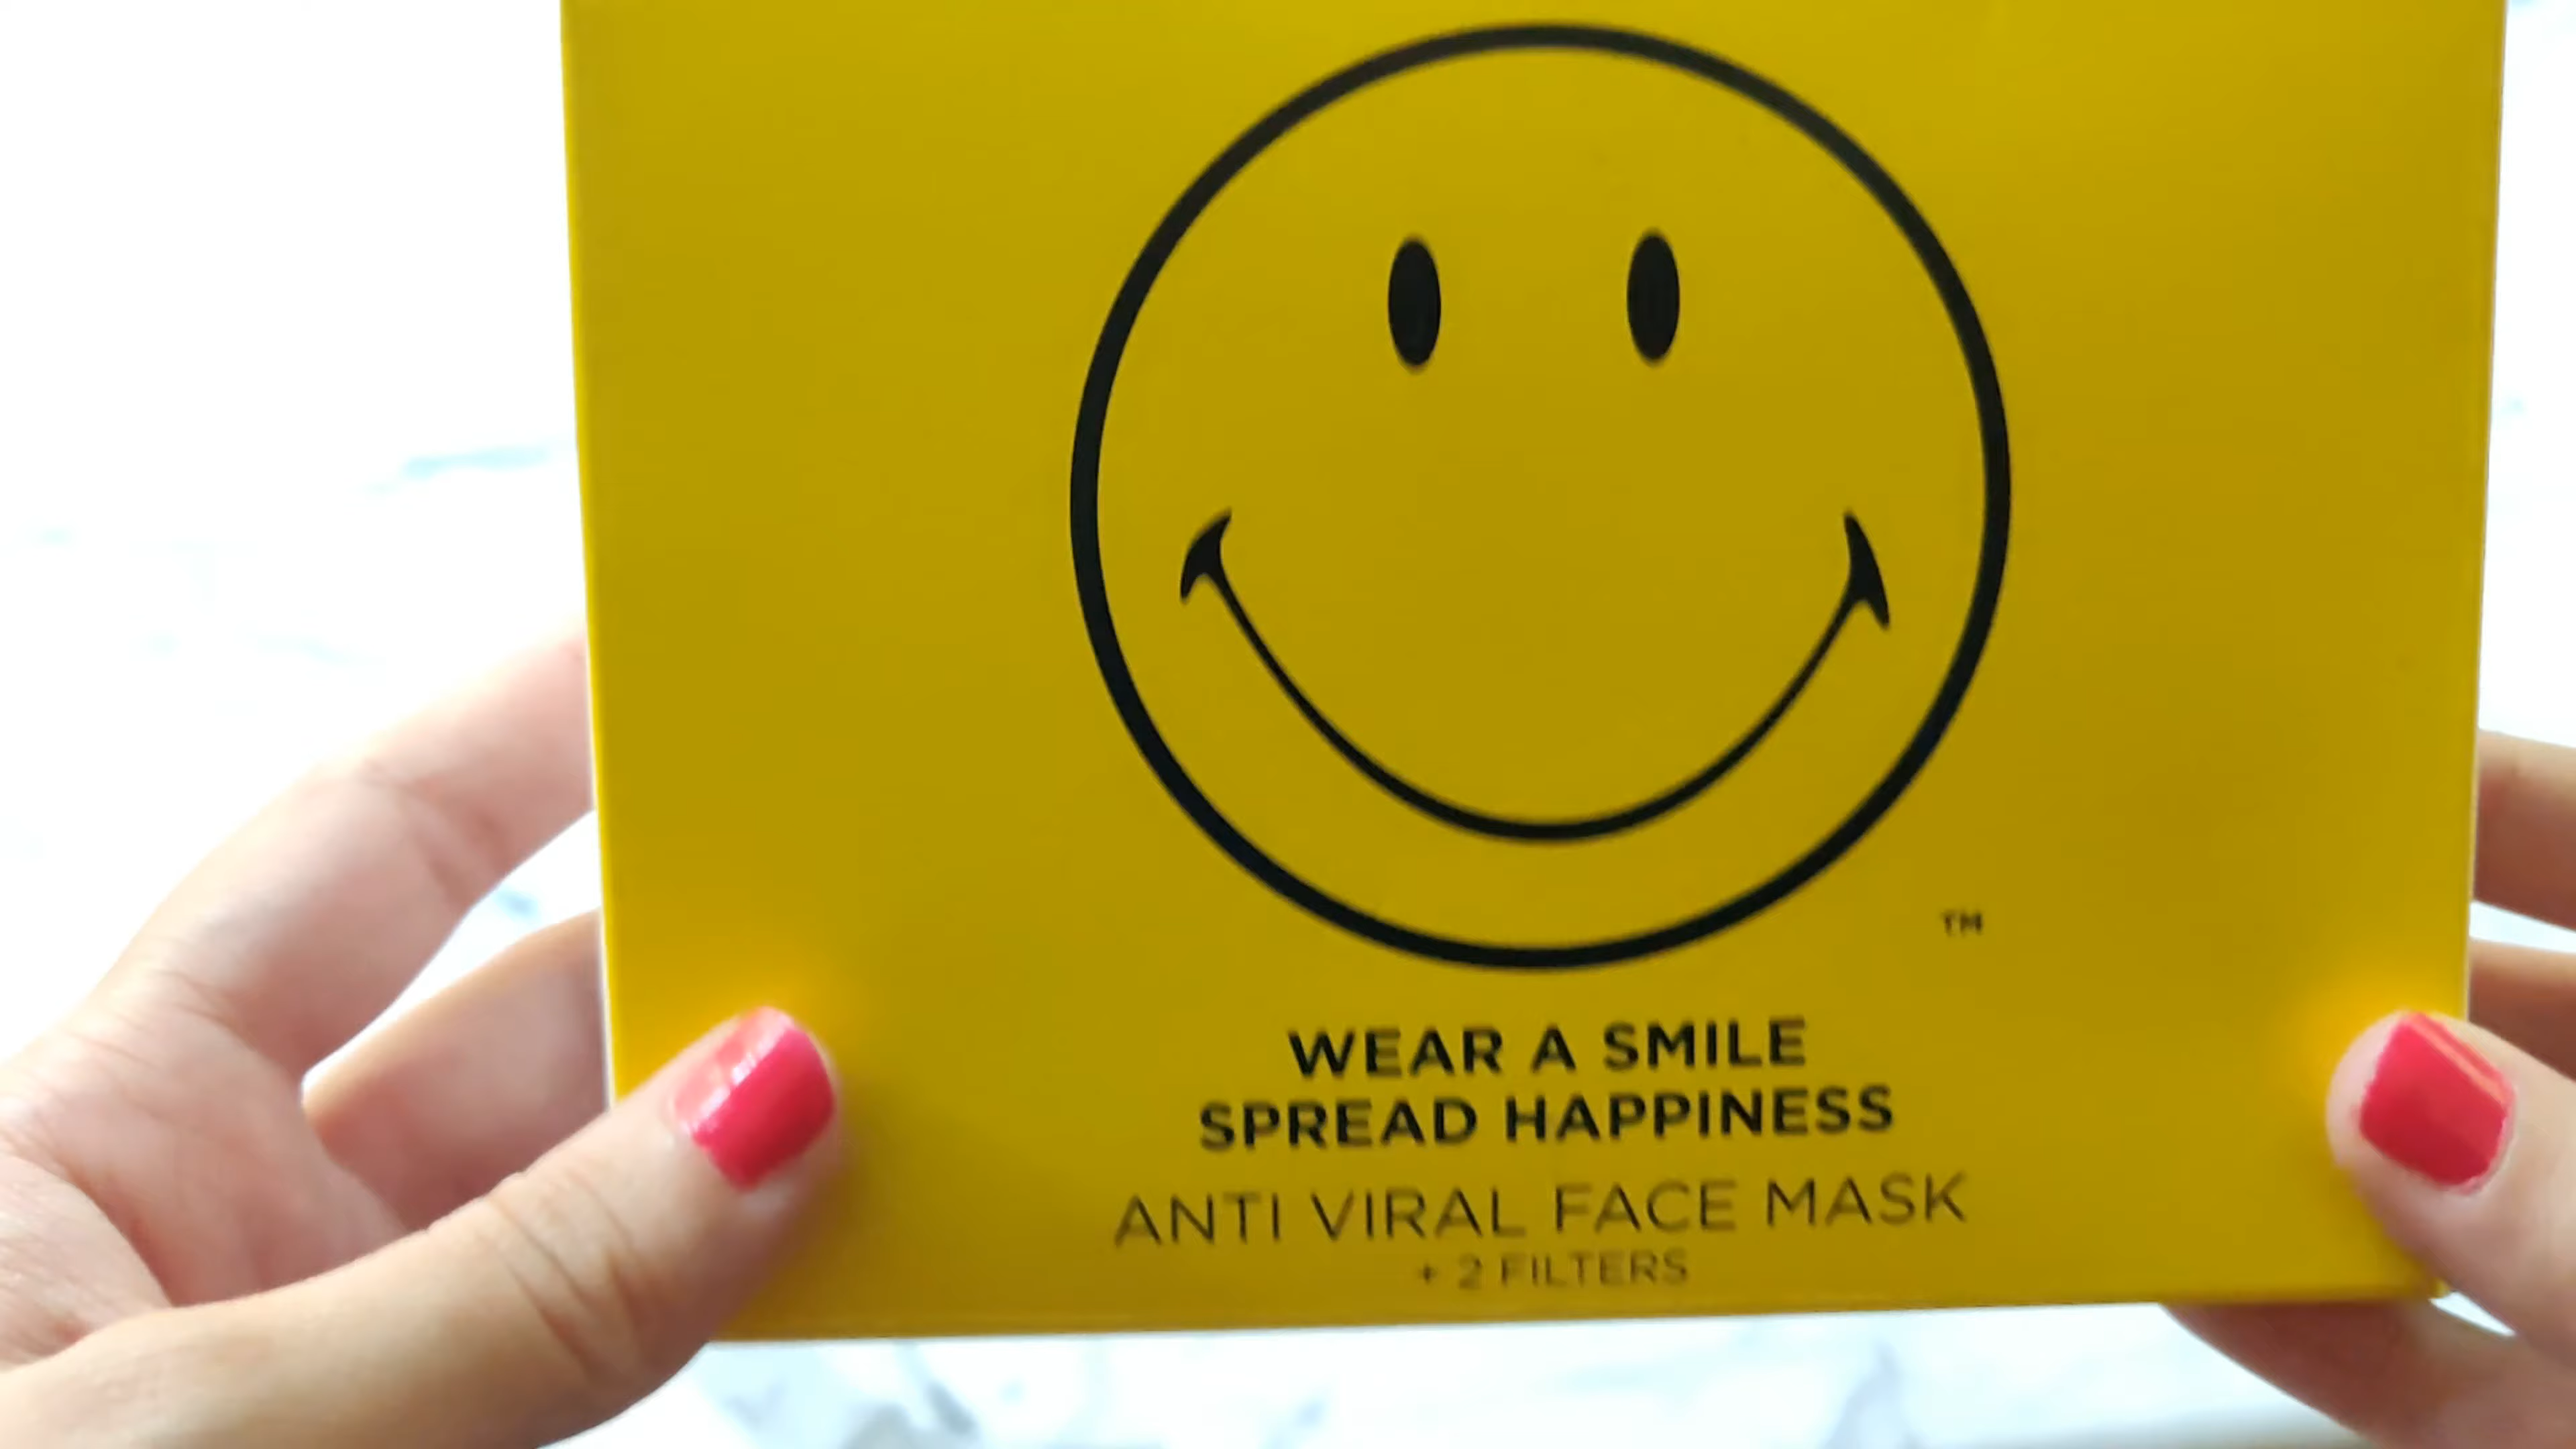 TM
WEAR A SMILE
SPREAD HAPPINESS
ANTI VIRAL FACE MASK
+ 2 FILTERS